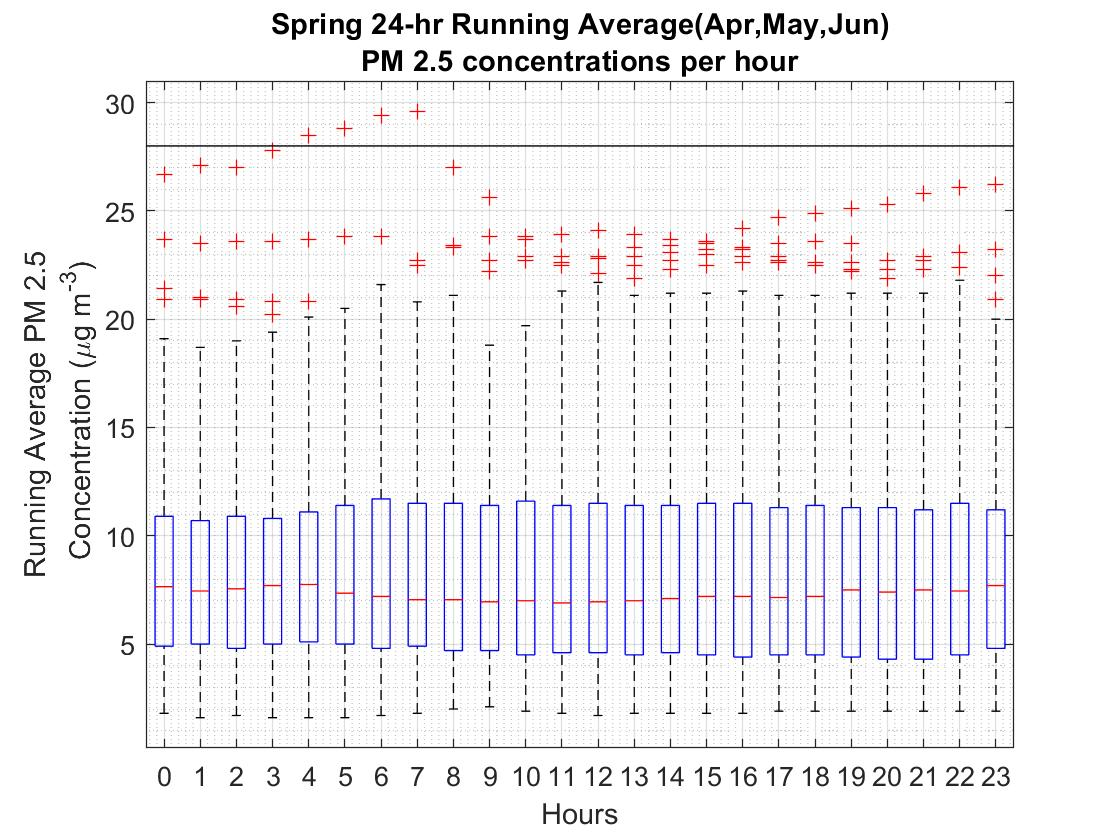 Spring 24-hr Running Average(Apr,May,Jun)
PM 2.5 concentrations per hour
Running Average PM 2.5
Concentration (μg m⁻³)
30
25
20
15
10
5
0 1 2 3 4 5 6 7 8 9 10 11 12 13 14 15 16 17 18 19 20 21 22 23
Hours